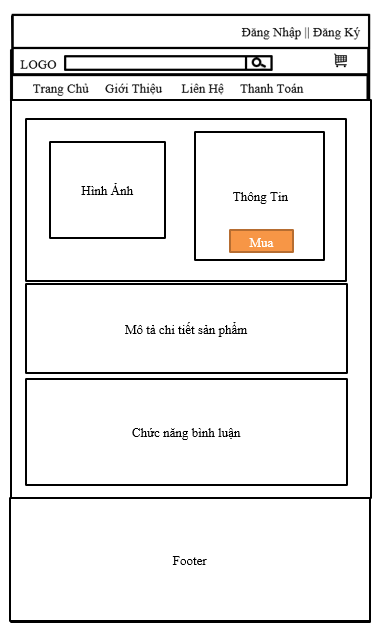 Đăng Nhập || Đăng Ký
LOGO
Trang Chủ Giới Thiệu Liên Hệ Thanh Toán
Hình Ảnh
Thông Tin
Mua
Mô tả chi tiết sản phẩm
Chức năng bình luận
Footer